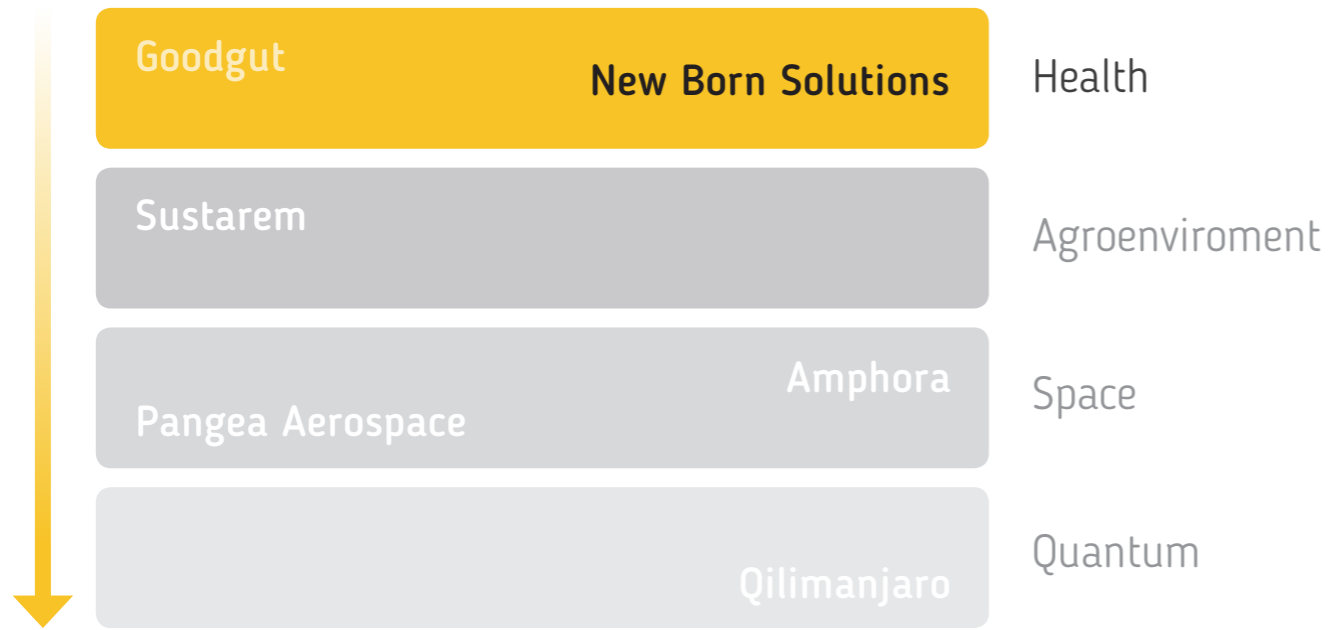 Goodgut
New Born Solutions
Health
Sustarem
Agroenviroment
Amphora
Pangea Aerospace
Space
Qilimanjaro
Quantum